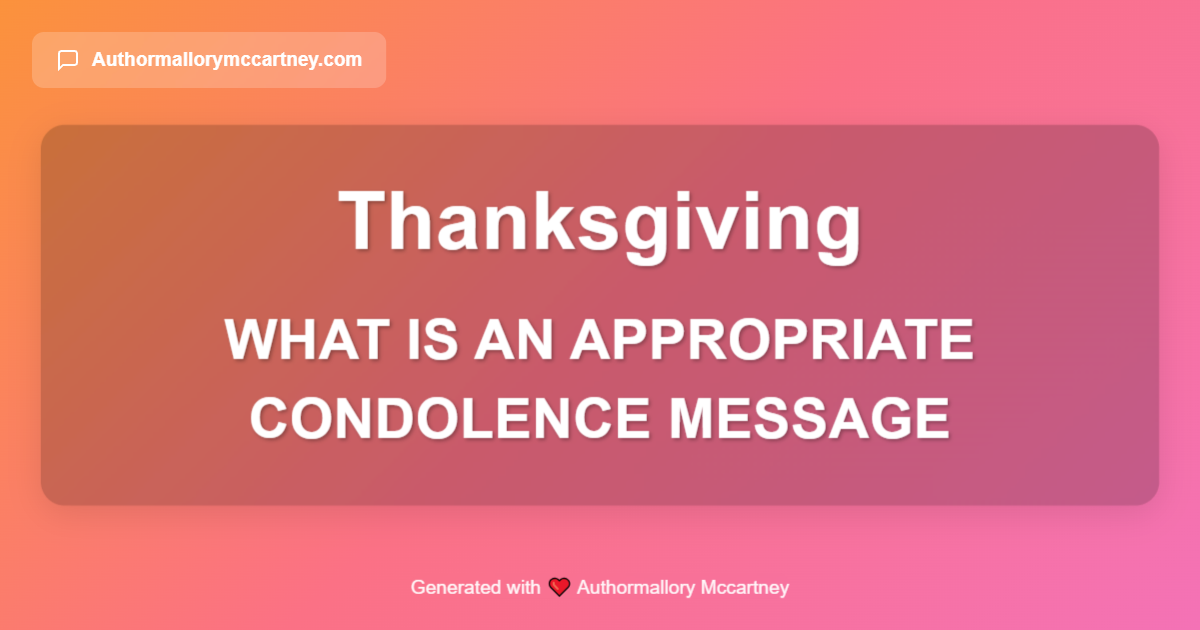 Authormallorymccartney.com
Thanksgiving
WHAT IS AN APPROPRIATE
CONDOLENCE MESSAGE
Generated with ❤️ Authormallory Mccartney